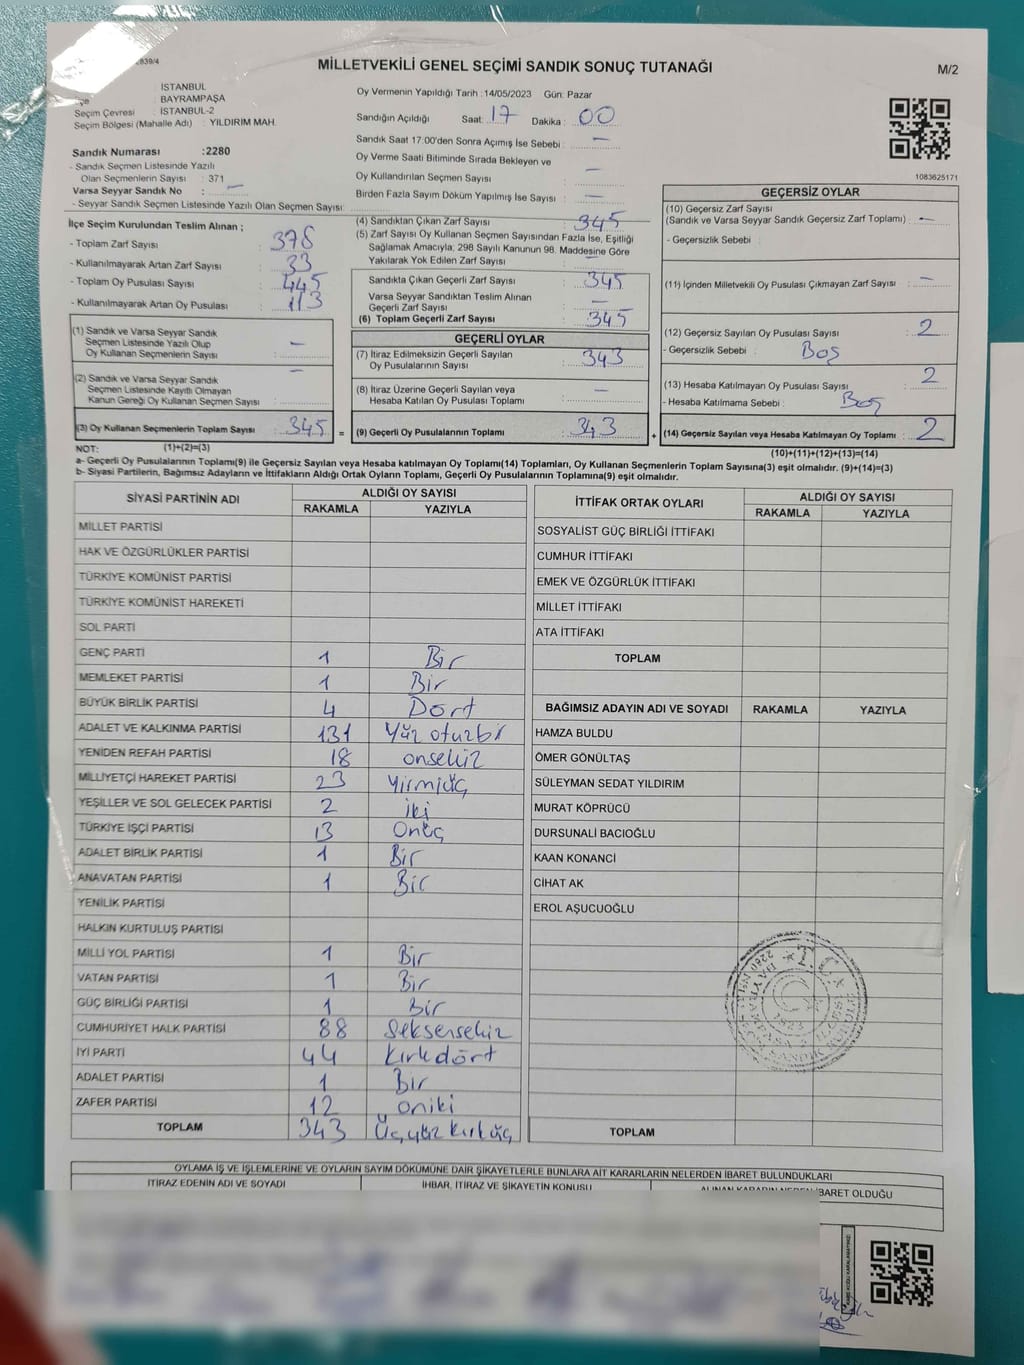 2839/4
MİLLETVEKİLİ GENEL SEÇİMİ SANDIK SONUÇ TUTANAĞI
M/2
: İSTANBUL
: BAYRAMPAŞA
Seçim Çevresi : İSTANBUL-2
Seçim Bölgesi (Mahalle Adı) : YILDIRIM MAH.
Sandık Numarası :2280
- Sandık Seçmen Listesinde Yazılı
Olan Seçmenlerin Sayısı : 371
Varsa Seyyar Sandık No : —
- Seyyar Sandık Seçmen Listesinde Yazılı Olan Seçmen Sayısı:
Oy Vermenin Yapıldığı Tarih :14/05/2023 Gün: Pazar
Sandığın Açıldığı Saat: 17 Dakika : 00
Sandık Saat 17:00'den Sonra Açımış İse Sebebi : —
Oy Verme Saati Bitiminde Sırada Bekleyen ve
Oy Kullandırılan Seçmen Sayısı : —
Birden Fazla Sayım Döküm Yapılmış İse Sayısı : —
1083625171
İlçe Seçim Kurulundan Teslim Alınan ;
- Toplam Zarf Sayısı : 378
- Kullanılmayarak Artan Zarf Sayısı : 33
- Toplam Oy Pusulası Sayısı : 445
- Kullanılmayarak Artan Oy Pusulası : 113
(1) Sandık ve Varsa Seyyar Sandık
Seçmen Listesinde Yazılı Olup
Oy Kullanan Seçmenlerin Sayısı : —
(2) Sandık ve Varsa Seyyar Sandık
Seçmen Listesinde Kayıtlı Olmayan
Kanun Gereği Oy Kullanan Seçmen Sayısı : —
(3) Oy Kullanan Seçmenlerin Toplam Sayısı : 345 =
(4) Sandıktan Çıkan Zarf Sayısı : 345
(5) Zarf Sayısı Oy Kullanan Seçmen Sayısından Fazla İse, Eşitliği
Sağlamak Amacıyla; 298 Sayılı Kanunun 98. Maddesine Göre
Yakılarak Yok Edilen Zarf Sayısı : —
Sandıkta Çıkan Geçerli Zarf Sayısı : 345
Varsa Seyyar Sandıktan Teslim Alınan
Geçerli Zarf Sayısı : —
(6) Toplam Geçerli Zarf Sayısı : 345
GEÇERLİ OYLAR
(7) İtiraz Edilmeksizin Geçerli Sayılan
Oy Pusulalarının Sayısı : 343
(8) İtiraz Üzerine Geçerli Sayılan veya
Hesaba Katılan Oy Pusulası Toplamı : —
(9) Geçerli Oy Pusulalarının Toplamı : 343 +
GEÇERSİZ OYLAR
(10) Geçersiz Zarf Sayısı
(Sandık ve Varsa Seyyar Sandık Geçersiz Zarf Toplamı) : —
- Geçersizlik Sebebi :
(11) İçinden Milletvekili Oy Pusulası Çıkmayan Zarf Sayısı : —
(12) Geçersiz Sayılan Oy Pusulası Sayısı : 2
- Geçersizlik Sebebi : Boş
(13) Hesaba Katılmayan Oy Pusulası Sayısı : 2
- Hesaba Katılmama Sebebi : Boş
(14) Geçersiz Sayılan veya Hesaba Katılmayan Oy Toplamı : 2
NOT: (1)+(2)=(3)
(10)+(11)+(12)+(13)=(14)
a- Geçerli Oy Pusulalarının Toplamı(9) ile Geçersiz Sayılan veya Hesaba katılmayan Oy Toplamı(14) Toplamları, Oy Kullanan Seçmenlerin Toplam Sayısına(3) eşit olmalıdır. (9)+(14)=(3)
b- Siyasi Partilerin, Bağımsız Adayların ve İttifakların Aldığı Ortak Oyların Toplamı, Geçerli Oy Pusulalarının Toplamına(9) eşit olmalıdır.
SİYASİ PARTİNİN ADI ALDIĞI OY SAYISI
RAKAMLA YAZIYLA
MİLLET PARTİSİ
HAK VE ÖZGÜRLÜKLER PARTİSİ
TÜRKİYE KOMÜNİST PARTİSİ
TÜRKİYE KOMÜNİST HAREKETİ
SOL PARTİ
GENÇ PARTİ 1 Bir
MEMLEKET PARTİSİ 1 Bir
BÜYÜK BİRLİK PARTİSİ 4 Dört
ADALET VE KALKINMA PARTİSİ 131 Yüz otuzbir
YENİDEN REFAH PARTİSİ 18 onsekiz
MİLLİYETÇİ HAREKET PARTİSİ 23 Yirmiüç
YEŞİLLER VE SOL GELECEK PARTİSİ 2 iki
TÜRKİYE İŞÇİ PARTİSİ 13 Onüç
ADALET BİRLİK PARTİSİ 1 Bir
ANAVATAN PARTİSİ 1 Bir
YENİLİK PARTİSİ
HALKIN KURTULUŞ PARTİSİ
MİLLİ YOL PARTİSİ 1 Bir
VATAN PARTİSİ 1 Bir
GÜÇ BİRLİĞİ PARTİSİ 1 Bir
CUMHURİYET HALK PARTİSİ 88 Seksensekiz
İYİ PARTİ 44 Kırkdört
ADALET PARTİSİ 1 Bir
ZAFER PARTİSİ 12 oniki
TOPLAM 343 Üçyüz Kırküç
İTTİFAK ORTAK OYLARI ALDIĞI OY SAYISI
RAKAMLA YAZIYLA
SOSYALİST GÜÇ BİRLİĞİ İTTİFAKI
CUMHUR İTTİFAKI
EMEK VE ÖZGÜRLÜK İTTİFAKI
MİLLET İTTİFAKI
ATA İTTİFAKI
TOPLAM
BAĞIMSIZ ADAYIN ADI VE SOYADI RAKAMLA YAZIYLA
HAMZA BULDU
ÖMER GÖNÜLTAŞ
SÜLEYMAN SEDAT YILDIRIM
MURAT KÖPRÜCÜ
DURSUNALİ BACIOĞLU
KAAN KONANCİ
CİHAT AK
EROL AŞUCUOĞLU
T.C.
TOPLAM
OYLAMA İŞ VE İŞLEMLERİNE VE OYLARIN SAYIM DÖKÜMÜNE DAİR ŞİKAYETLERLE BUNLARA AİT KARARLARIN NELERDEN İBARET BULUNDUKLARI
İTİRAZ EDENİN ADI VE SOYADI İHBAR, İTİRAZ VE ŞİKAYETİN KONUSU ALINAN KARARIN NEDEN İBARET OLDUĞU